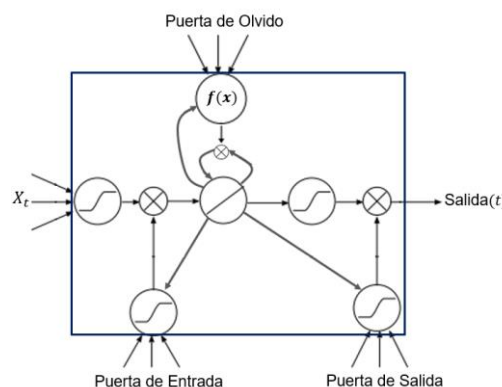 Puerta de Olvido
f(x)
X_t
Salida(t
Puerta de Entrada
Puerta de Salida